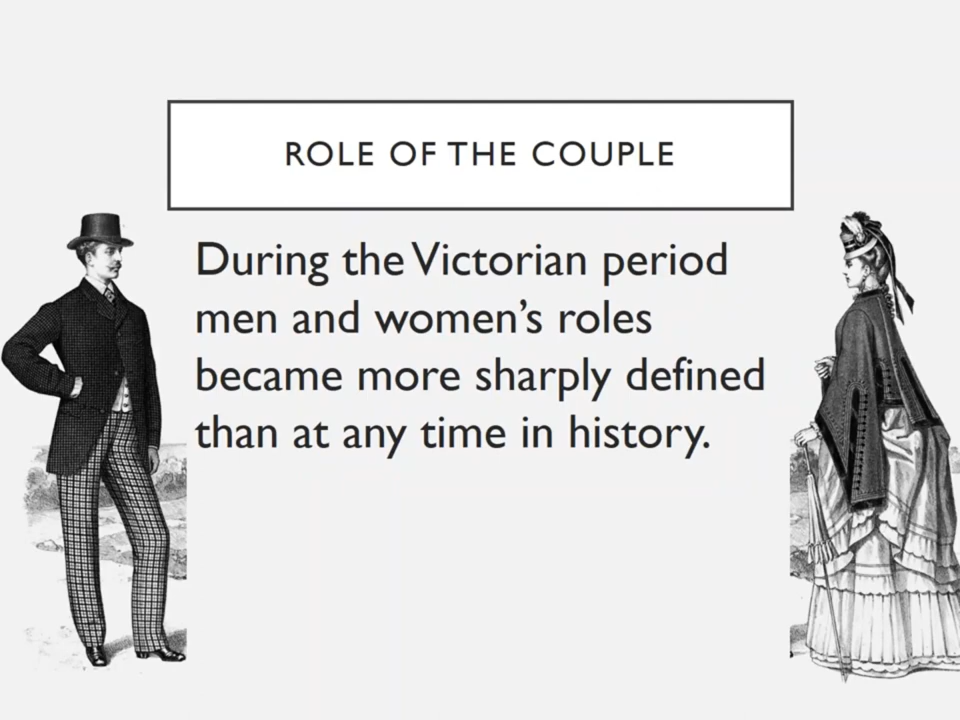 ROLE OF THE COUPLE
During the Victorian period
men and women’s roles
became more sharply defined
than at any time in history.